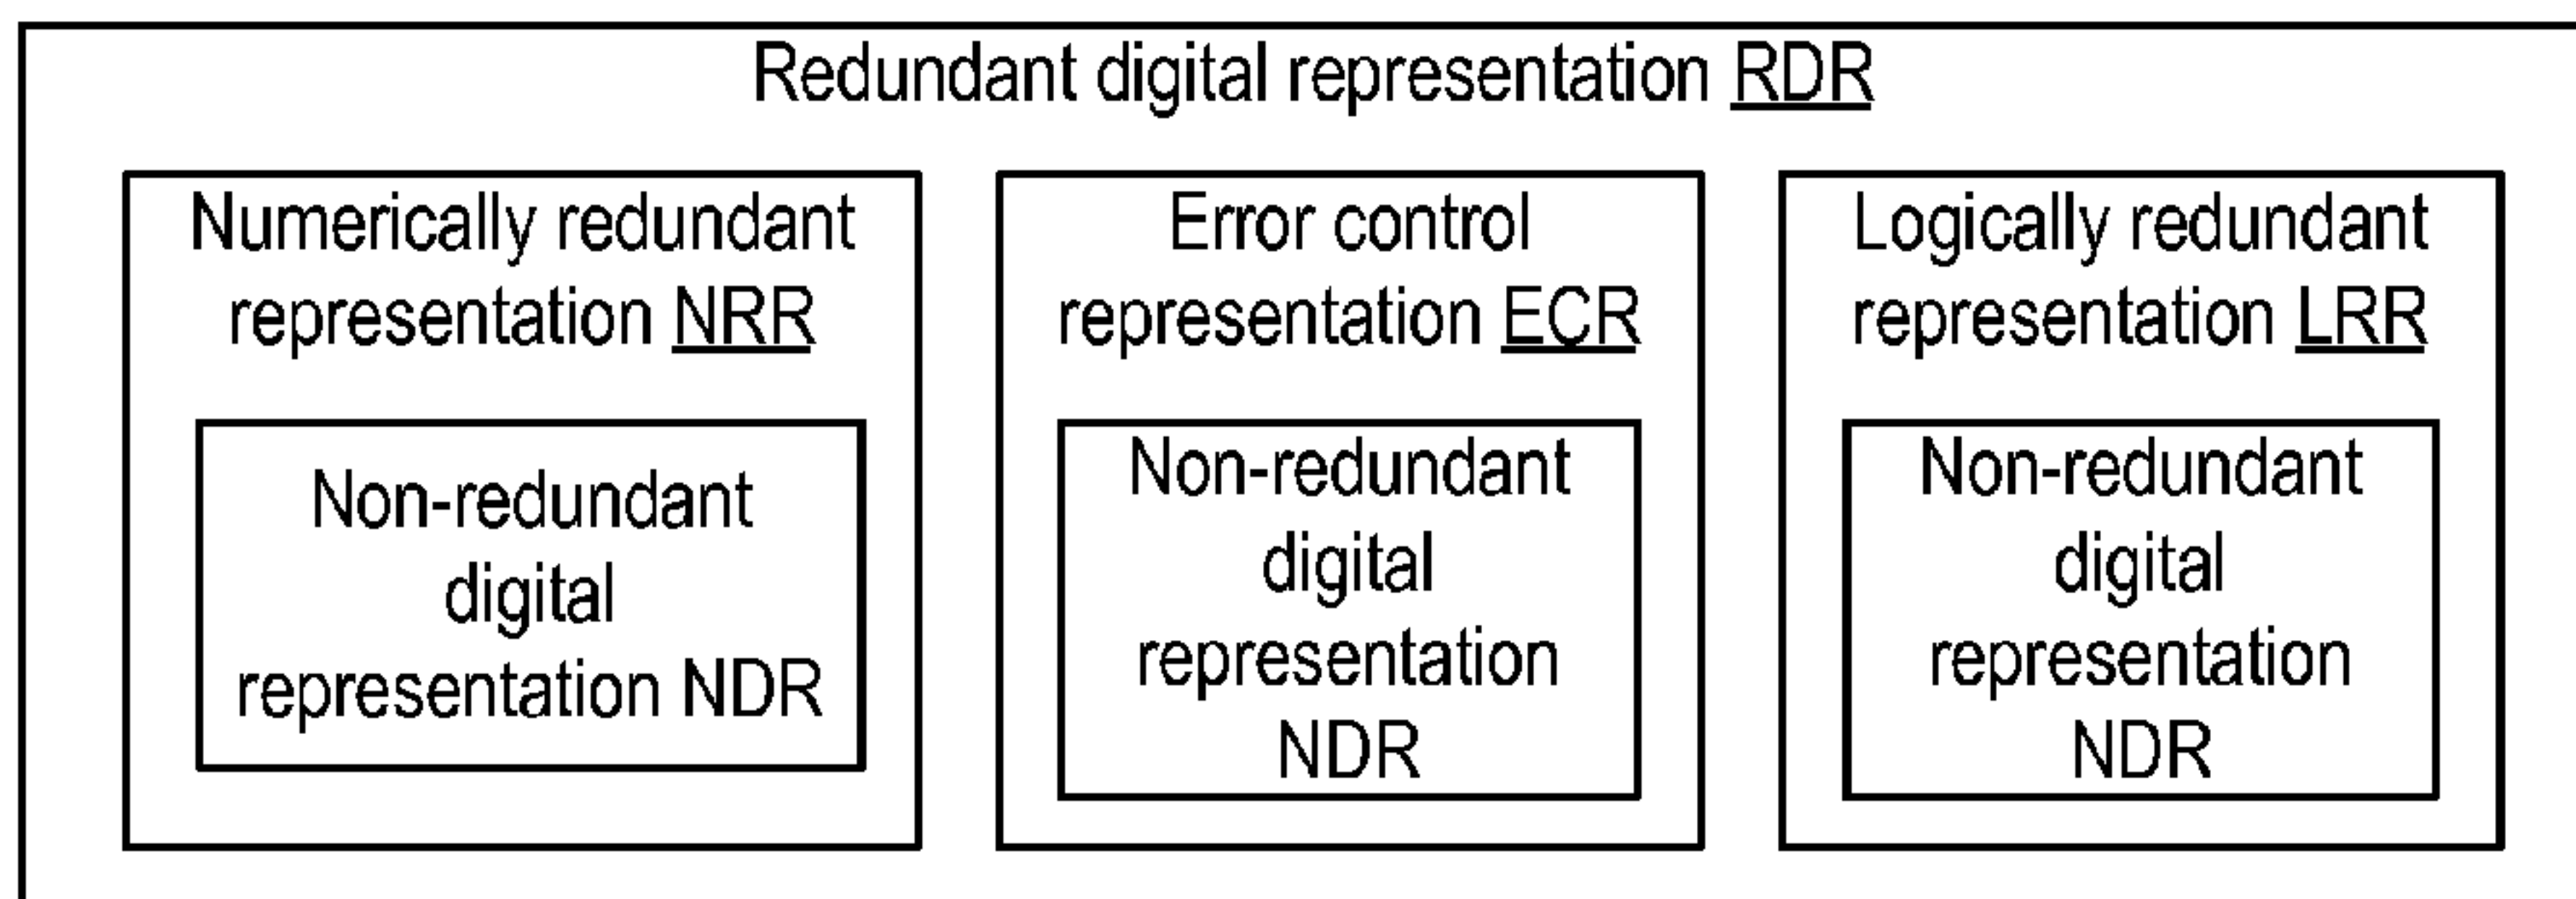 Redundant digital representation RDR
Numerically redundant
representation NRR
Non-redundant
digital
representation NDR
Error control
representation ECR
Non-redundant
digital
representation
NDR
Logically redundant
representation LRR
Non-redundant
digital
representation
NDR